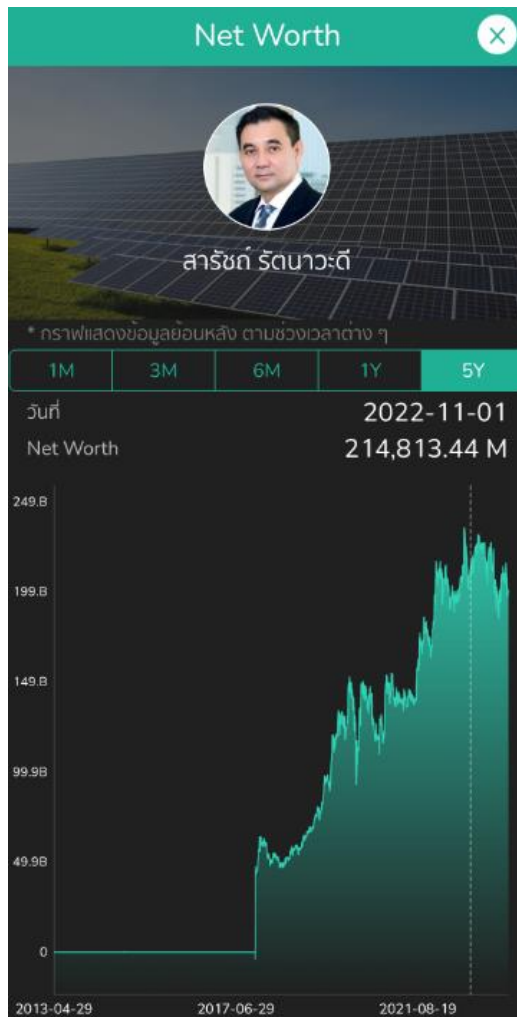 Net Worth
สารัชถ์ รัตนาวะดี
* กราฟแสดงข้อมูลย้อนหลัง ตามช่วงเวลาต่าง ๆ
1M 3M 6M 1Y 5Y
วันที่ 2022-11-01
Net Worth 214,813.44 M
249.B
199.B
149.B
99.9B
49.9B
0
2013-04-29 2017-06-29 2021-08-19